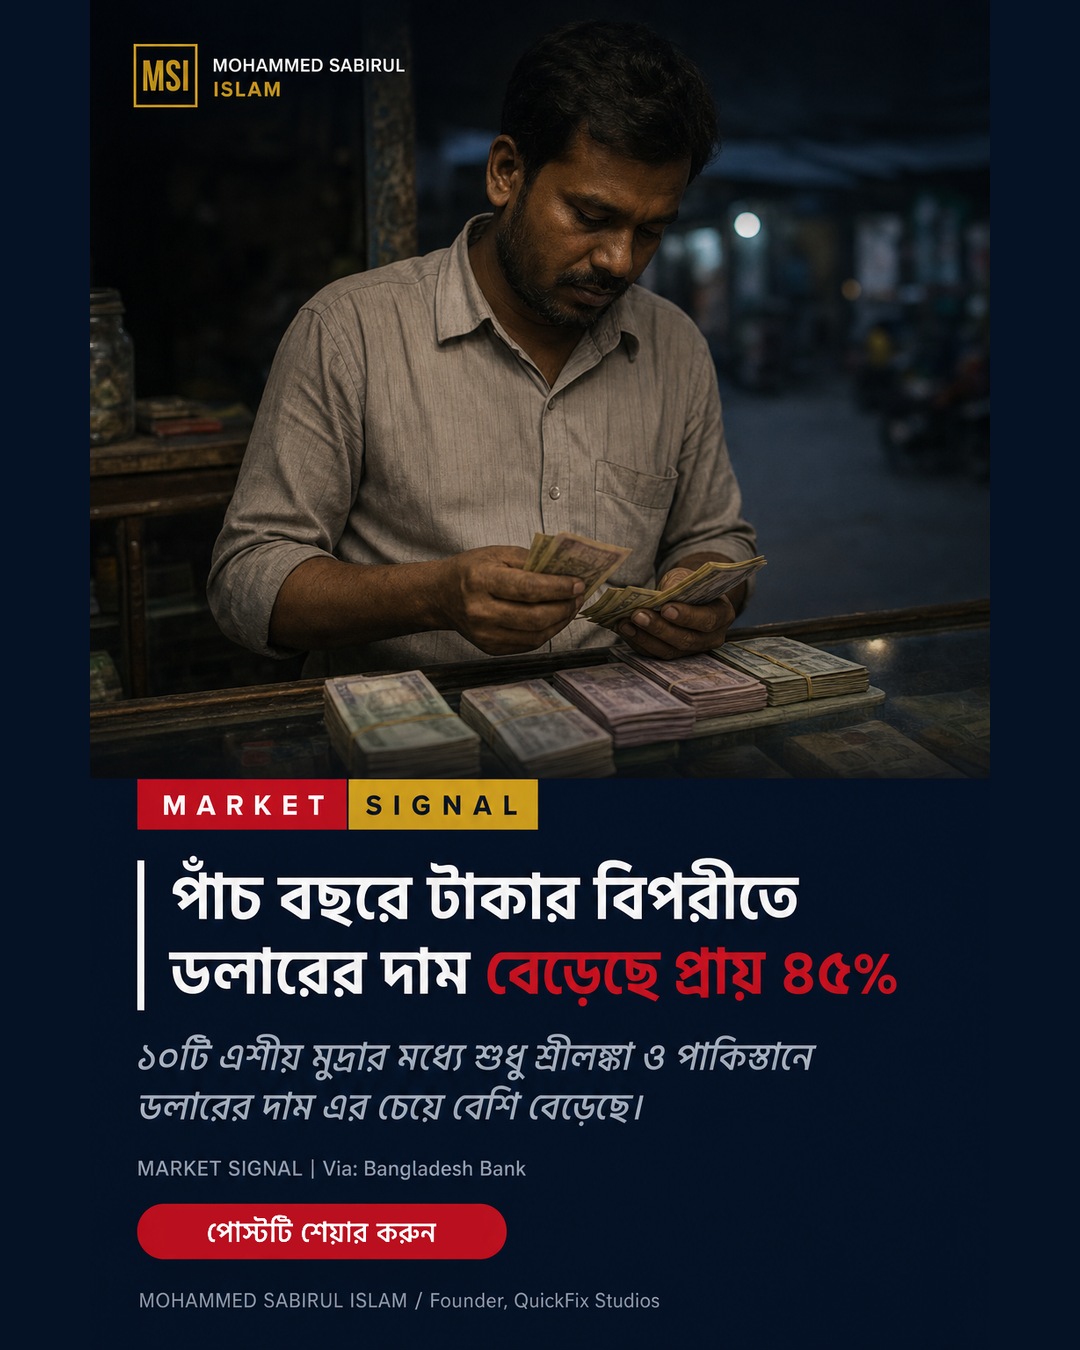 MSI
MOHAMMED SABIRUL
ISLAM
MARKET SIGNAL
পাঁচ বছরে টাকার বিপরীতে
ডলারের দাম বেড়েছে প্রায় ৪৫%
১০টি এশীয় মুদ্রার মধ্যে শুধু শ্রীলঙ্কা ও পাকিস্তানে
ডলারের দাম এর চেয়ে বেশি বেড়েছে।
MARKET SIGNAL | Via: Bangladesh Bank
পোস্টটি শেয়ার করুন
MOHAMMED SABIRUL ISLAM / Founder, QuickFix Studios